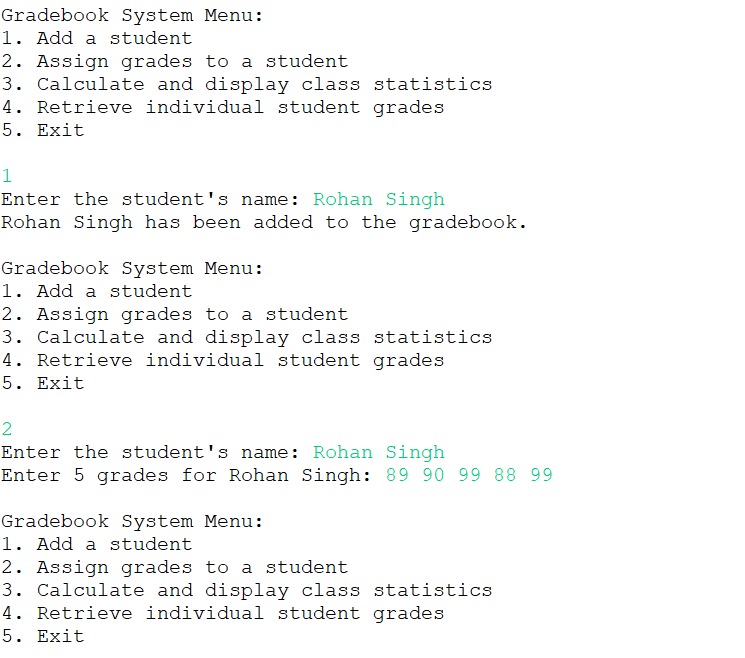 Gradebook System Menu:
1. Add a student
2. Assign grades to a student
3. Calculate and display class statistics
4. Retrieve individual student grades
5. Exit
1
Enter the student's name: Rohan Singh
Rohan Singh has been added to the gradebook.
Gradebook System Menu:
1. Add a student
2. Assign grades to a student
3. Calculate and display class statistics
4. Retrieve individual student grades
5. Exit
2
Enter the student's name: Rohan Singh
Enter 5 grades for Rohan Singh: 89 90 99 88 99
Gradebook System Menu:
1. Add a student
2. Assign grades to a student
3. Calculate and display class statistics
4. Retrieve individual student grades
5. Exit